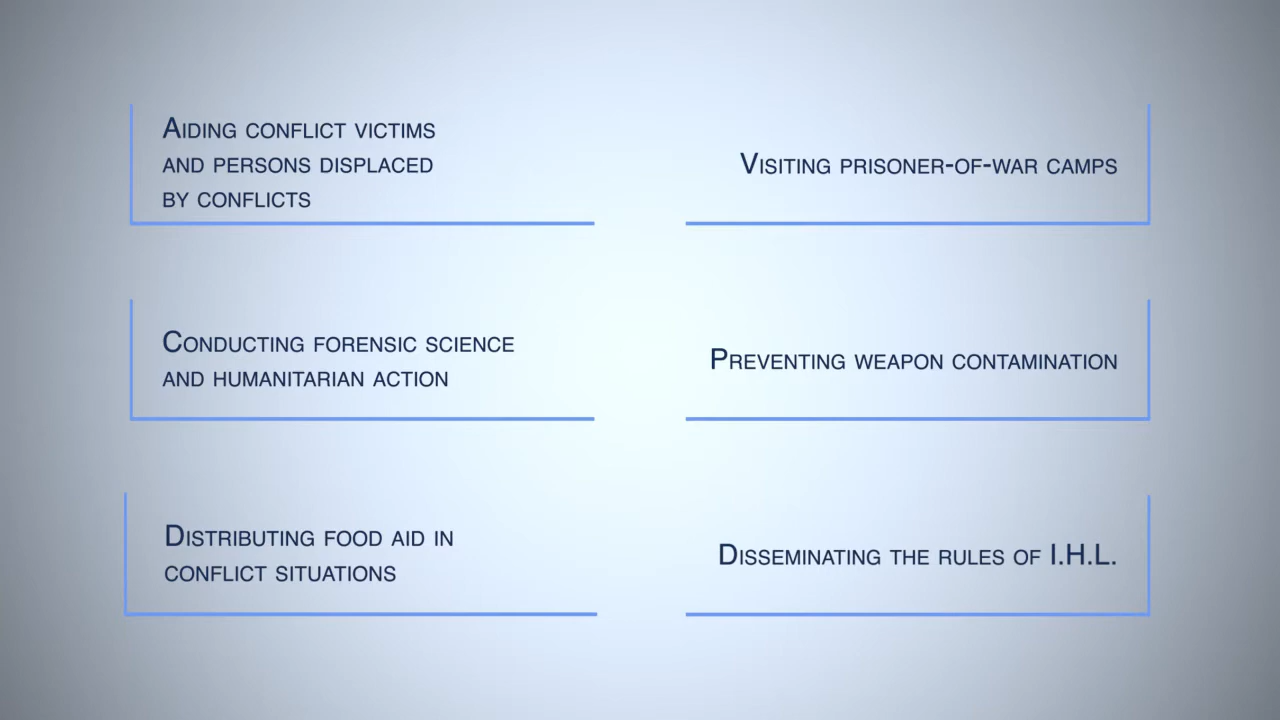 Aiding conflict victims
and persons displaced
by conflicts
Visiting prisoner-of-war camps
Conducting forensic science
and humanitarian action
Preventing weapon contamination
Distributing food aid in
conflict situations
Disseminating the rules of I.H.L.